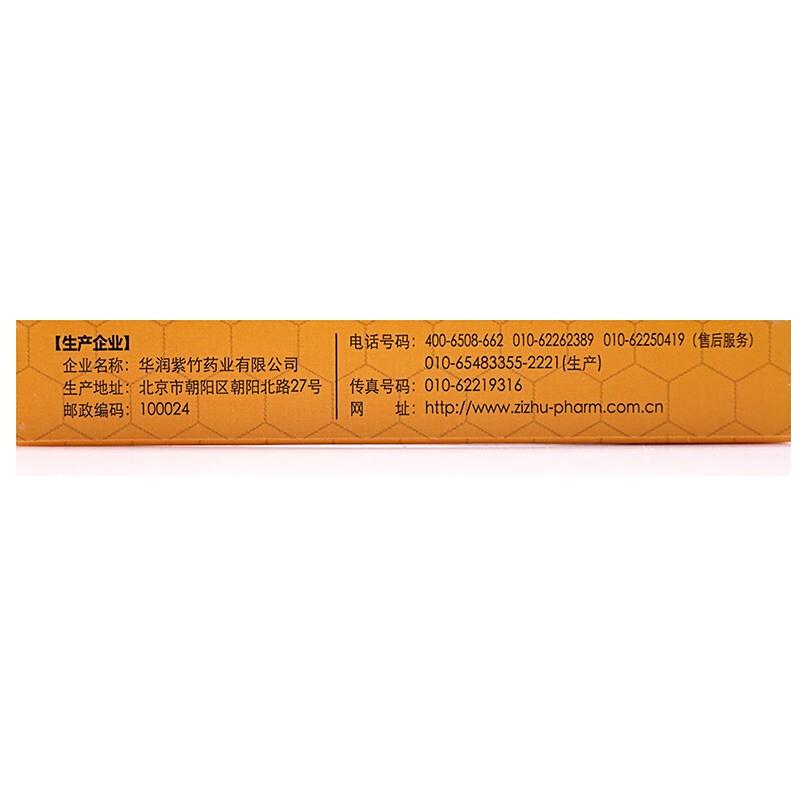 【生产企业】
企业名称：华润紫竹药业有限公司
生产地址：北京市朝阳区朝阳北路27号
邮政编码：100024
电话号码：400-6508-662 010-62262389 010-62250419（售后服务）
010-65483355-2221(生产)
传真号码：010-62219316
网 址：http://www.zizhu-pharm.com.cn